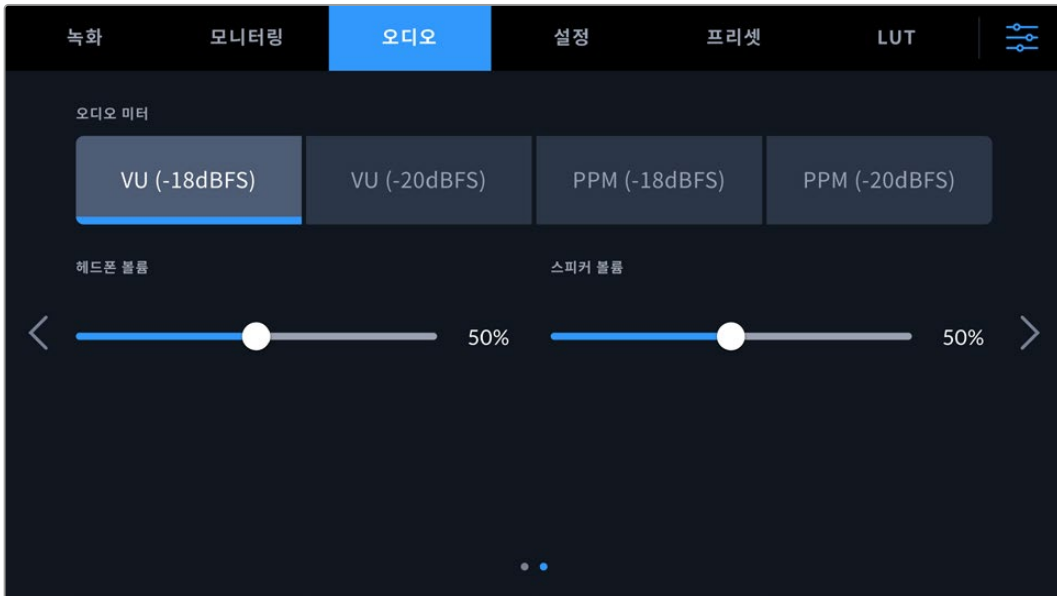 녹화 모니터링 오디오 설정 프리셋 LUT
오디오 미터
VU (-18dBFS) VU (-20dBFS) PPM (-18dBFS) PPM (-20dBFS)
헤드폰 볼륨 스피커 볼륨
50% 50%